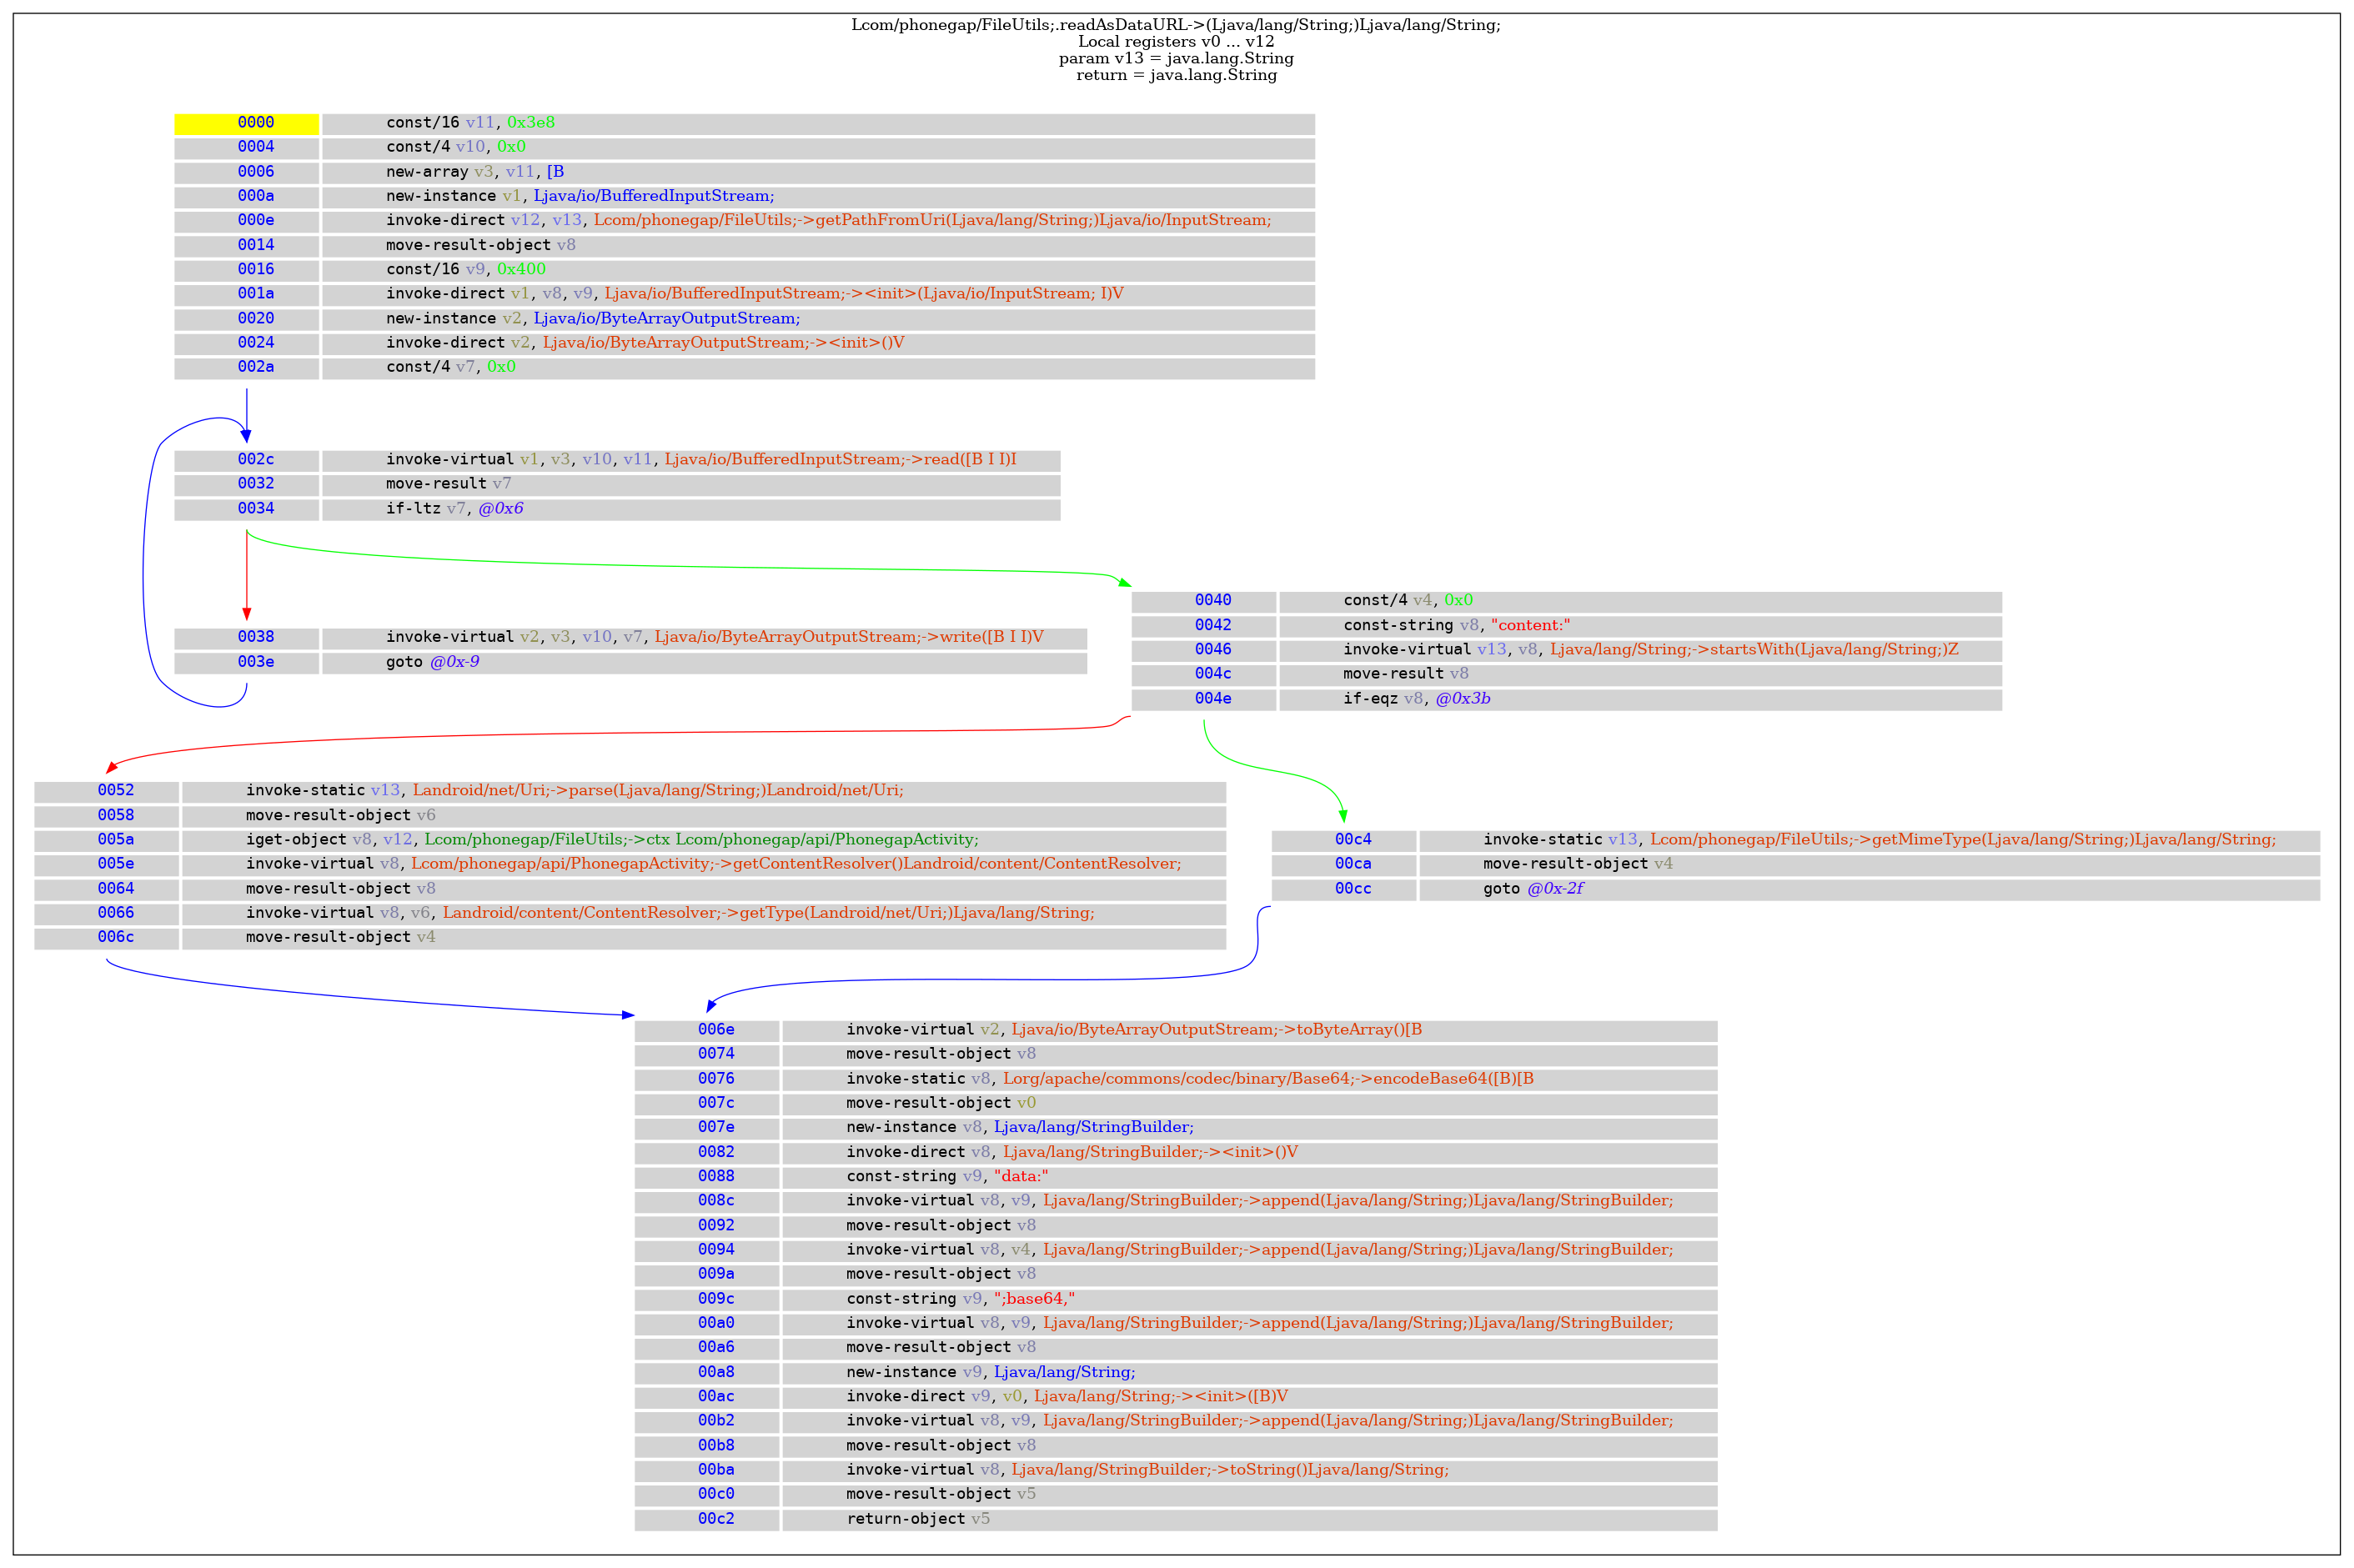 Lcom/phonegap/FileUtils;.readAsDataURL->(Ljava/lang/String;)Ljava/lang/String;
Local registers v0 ... v12
param v13 = java.lang.String
return = java.lang.String
0000 const/16 v11, 0x3e8
0004 const/4 v10, 0x0
0006 new-array v3, v11, [B
000a new-instance v1, Ljava/io/BufferedInputStream;
000e invoke-direct v12, v13, Lcom/phonegap/FileUtils;->getPathFromUri(Ljava/lang/String;)Ljava/io/InputStream;
0014 move-result-object v8
0016 const/16 v9, 0x400
001a invoke-direct v1, v8, v9, Ljava/io/BufferedInputStream;-><init>(Ljava/io/InputStream; I)V
0020 new-instance v2, Ljava/io/ByteArrayOutputStream;
0024 invoke-direct v2, Ljava/io/ByteArrayOutputStream;-><init>()V
002a const/4 v7, 0x0
002c invoke-virtual v1, v3, v10, v11, Ljava/io/BufferedInputStream;->read([B I I)I
0032 move-result v7
0034 if-ltz v7, @0x6
0038 invoke-virtual v2, v3, v10, v7, Ljava/io/ByteArrayOutputStream;->write([B I I)V
003e goto @0x-9
0040 const/4 v4, 0x0
0042 const-string v8, "content:"
0046 invoke-virtual v13, v8, Ljava/lang/String;->startsWith(Ljava/lang/String;)Z
004c move-result v8
004e if-eqz v8, @0x3b
0052 invoke-static v13, Landroid/net/Uri;->parse(Ljava/lang/String;)Landroid/net/Uri;
0058 move-result-object v6
005a iget-object v8, v12, Lcom/phonegap/FileUtils;->ctx Lcom/phonegap/api/PhonegapActivity;
005e invoke-virtual v8, Lcom/phonegap/api/PhonegapActivity;->getContentResolver()Landroid/content/ContentResolver;
0064 move-result-object v8
0066 invoke-virtual v8, v6, Landroid/content/ContentResolver;->getType(Landroid/net/Uri;)Ljava/lang/String;
006c move-result-object v4
00c4 invoke-static v13, Lcom/phonegap/FileUtils;->getMimeType(Ljava/lang/String;)Ljava/lang/String;
00ca move-result-object v4
00cc goto @0x-2f
006e invoke-virtual v2, Ljava/io/ByteArrayOutputStream;->toByteArray()[B
0074 move-result-object v8
0076 invoke-static v8, Lorg/apache/commons/codec/binary/Base64;->encodeBase64([B)[B
007c move-result-object v0
007e new-instance v8, Ljava/lang/StringBuilder;
0082 invoke-direct v8, Ljava/lang/StringBuilder;-><init>()V
0088 const-string v9, "data:"
008c invoke-virtual v8, v9, Ljava/lang/StringBuilder;->append(Ljava/lang/String;)Ljava/lang/StringBuilder;
0092 move-result-object v8
0094 invoke-virtual v8, v4, Ljava/lang/StringBuilder;->append(Ljava/lang/String;)Ljava/lang/StringBuilder;
009a move-result-object v8
009c const-string v9, ";base64,"
00a0 invoke-virtual v8, v9, Ljava/lang/StringBuilder;->append(Ljava/lang/String;)Ljava/lang/StringBuilder;
00a6 move-result-object v8
00a8 new-instance v9, Ljava/lang/String;
00ac invoke-direct v9, v0, Ljava/lang/String;-><init>([B)V
00b2 invoke-virtual v8, v9, Ljava/lang/StringBuilder;->append(Ljava/lang/String;)Ljava/lang/StringBuilder;
00b8 move-result-object v8
00ba invoke-virtual v8, Ljava/lang/StringBuilder;->toString()Ljava/lang/String;
00c0 move-result-object v5
00c2 return-object v5